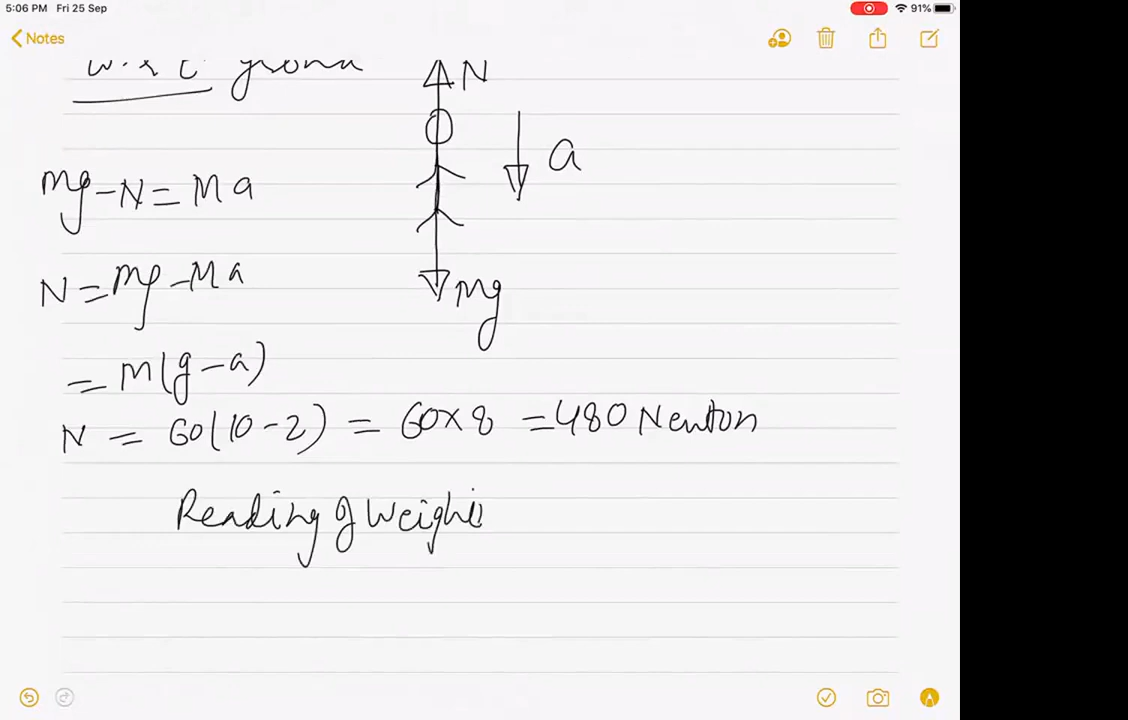 5:06 PM Fri 25 Sep
91%
Notes
w.r.t
N
a
mg-N=Ma
N=mg-Ma
mg
=M(g-a)
N = 60(10-2) = 60×8 =480 Newton
Reading of Weighi